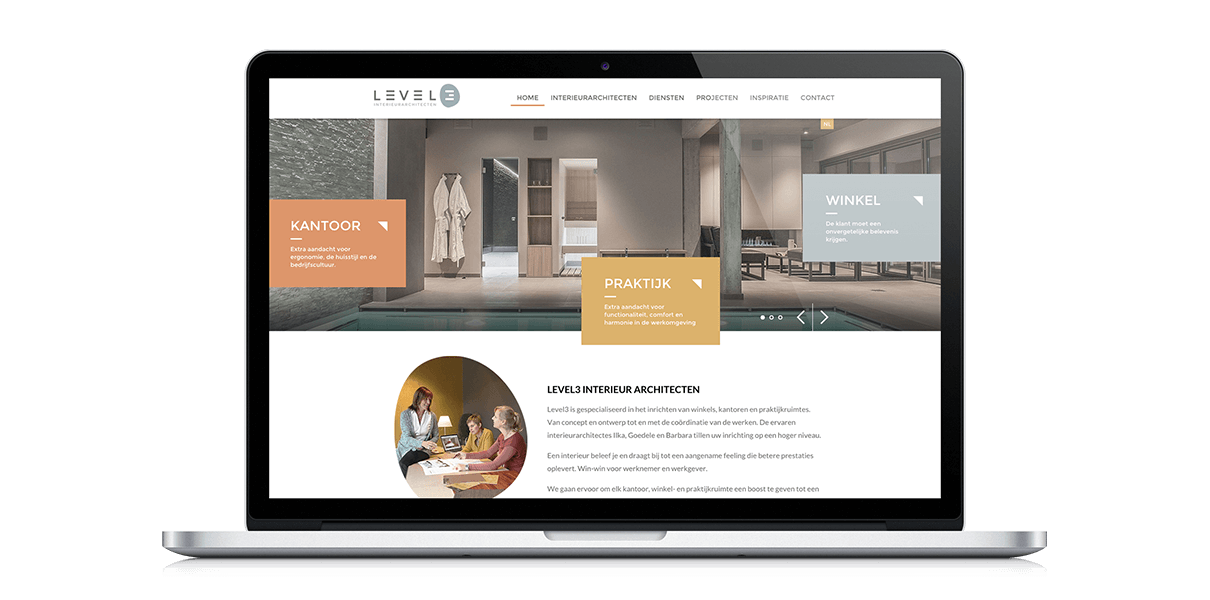 LEVEL3
INTERIEURARCHITECTEN
HOME INTERIEURARCHITECTEN DIENSTEN PROJECTEN INSPIRATIE CONTACT
NL
KANTOOR
Extra aandacht voor
ergonomie, de huisstijl en de
bedrijfscultuur.
PRAKTIJK
Extra aandacht voor
functionaliteit, comfort en
harmonie in de werkomgeving
WINKEL
De klant moet een
onvergetelijke belevenis
krijgen.
LEVEL3 INTERIEUR ARCHITECTEN
Level3 is gespecialiseerd in het inrichten van winkels, kantoren en praktijkruimtes.
Van concept en ontwerp tot en met de coördinatie van de werken. De ervaren
interieurarchitectes Ilka, Goedele en Barbara tillen uw inrichting op een hoger niveau.
Een interieur beleef je en draagt bij tot een aangename feeling die betere prestaties
oplevert. Win-win voor werknemer en werkgever.
We gaan ervoor om elk kantoor, winkel- en praktijkruimte een boost te geven tot een